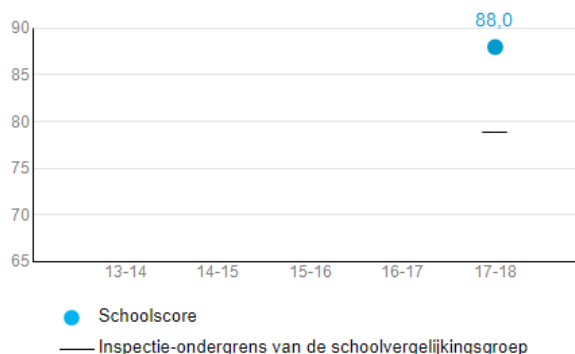 88,0
90
85
80
75
70
65
13-14 14-15 15-16 16-17 17-18
Schoolscore
Inspectie-ondergrens van de schoolvergelijkingsgroep